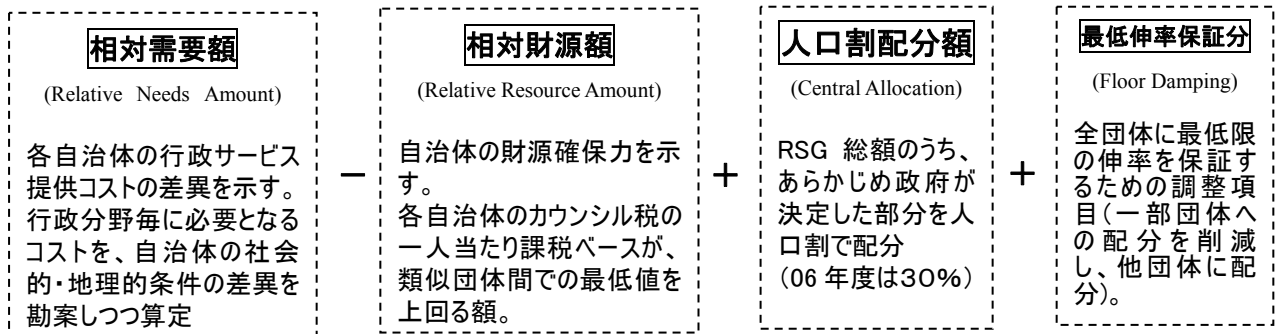 相対需要額
(Relative Needs Amount)
各自治体の行政サービス
提供コストの差異を示す。
行政分野毎に必要となる
コストを、自治体の社会
的・地理的条件の差異を
勘案しつつ算定
－
相対財源額
(Relative Resource Amount)
自治体の財源確保力を示
す。
各自治体のカウンシル税の
一人当たり課税ベースが、
類似団体間での最低値を
上回る額。
＋
人口割配分額
(Central Allocation)
RSG 総額のうち、
あらかじめ政府が
決定した部分を人
口割で配分
（06 年度は３０％）
＋
最低伸率保証分
(Floor Damping)
全団体に最低限
の伸率を保証す
るための調整項
目（一部団体へ
の配分を削減
し、他団体に配
分）。